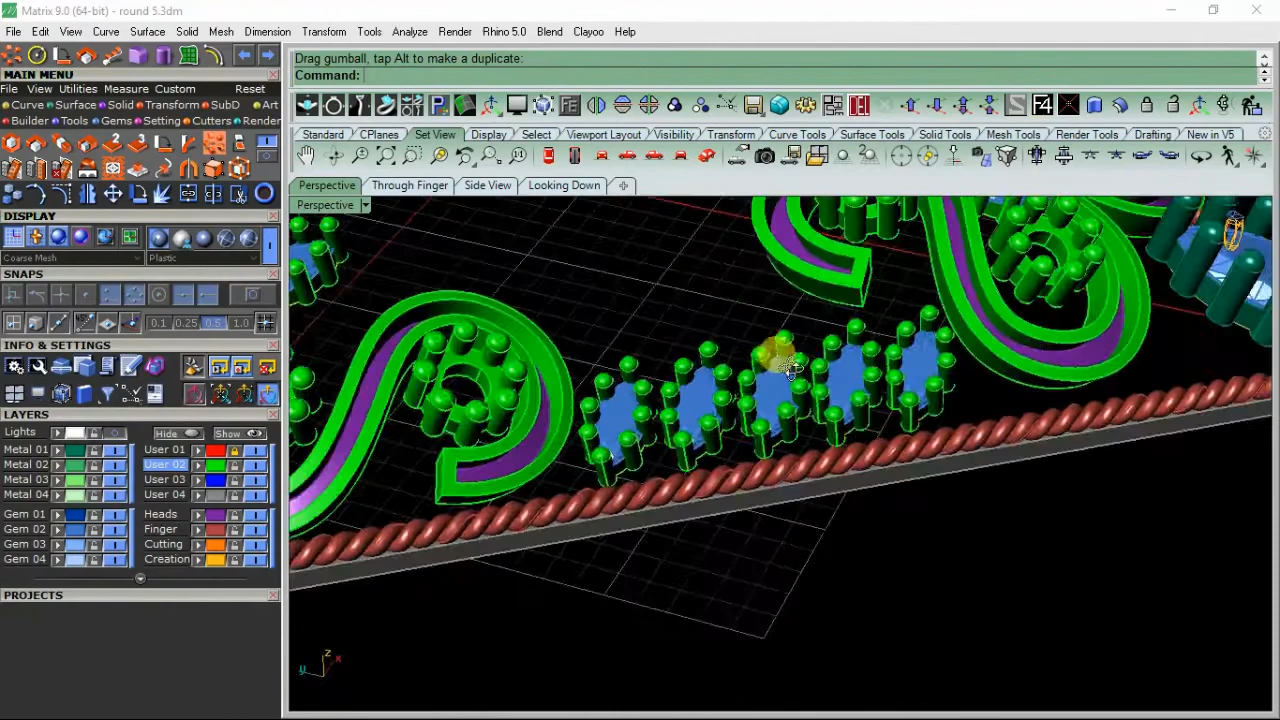 Matrix 9.0 (64-bit) - round 5.3dm
File Edit View Curve Surface Solid Mesh Dimension Transform Tools Analyze Render Rhino 5.0 Blend Clayoo Help
Drag gumball, tap Alt to make a duplicate:
Command:
MAIN MENU
File View Utilities Measure Custom Reset
Curve Surface Solid Transform SubD Art
Builder Tools Gems Setting Cutters Render
Standard CPlanes Set View Display Select Viewport Layout Visibility Transform Curve Tools Surface Tools Solid Tools Mesh Tools Render Tools Drafting New in V5
Perspective Through Finger Side View Looking Down
Perspective
DISPLAY
Coarse Mesh Plastic
SNAPS
0.1 0.25 0.5 1.0
INFO & SETTINGS
LAYERS
Lights Hide Show
Metal 01 User 01
Metal 02 User 02
Metal 03 User 03
Metal 04 User 04
Gem 01 Heads
Gem 02 Finger
Gem 03 Cutting
Gem 04 Creation
PROJECTS
z
x
y